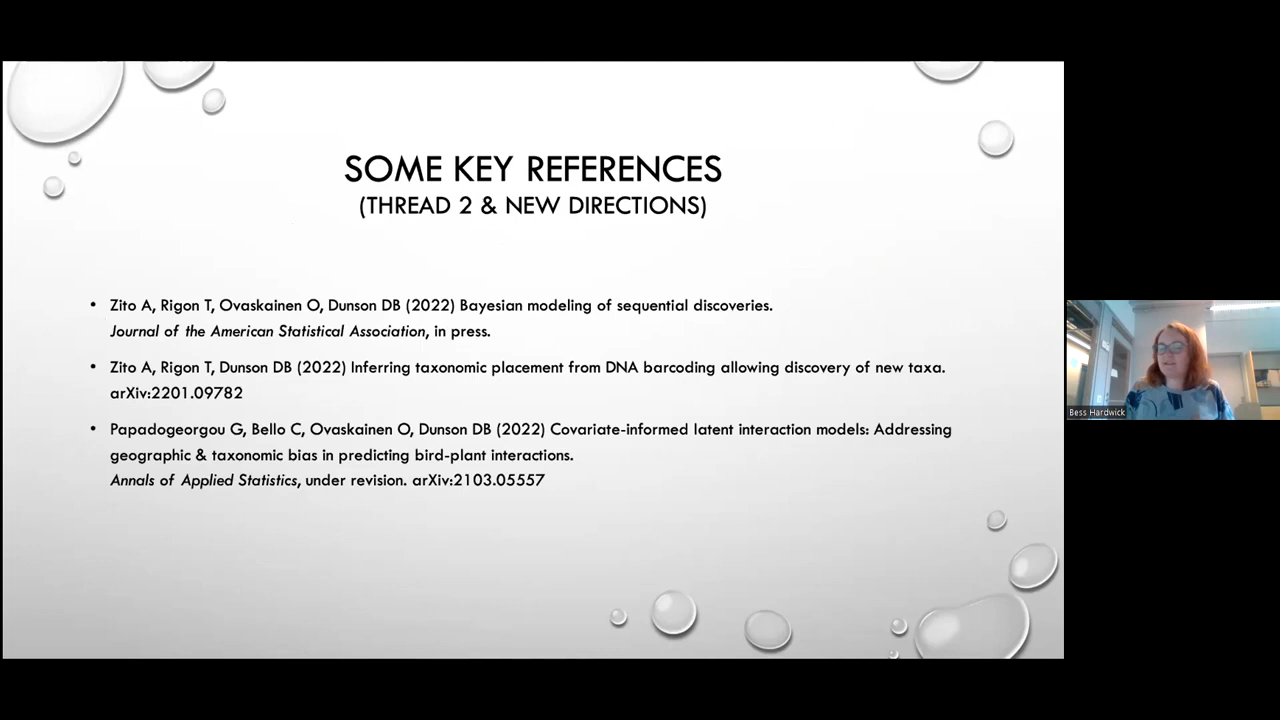 SOME KEY REFERENCES
(THREAD 2 & NEW DIRECTIONS)
• Zito A, Rigon T, Ovaskainen O, Dunson DB (2022) Bayesian modeling of sequential discoveries.
Journal of the American Statistical Association, in press.
• Zito A, Rigon T, Dunson DB (2022) Inferring taxonomic placement from DNA barcoding allowing discovery of new taxa.
arXiv:2201.09782
• Papadogeorgou G, Bello C, Ovaskainen O, Dunson DB (2022) Covariate-informed latent interaction models: Addressing
geographic & taxonomic bias in predicting bird-plant interactions.
Annals of Applied Statistics, under revision. arXiv:2103.05557
Bess Hardwick